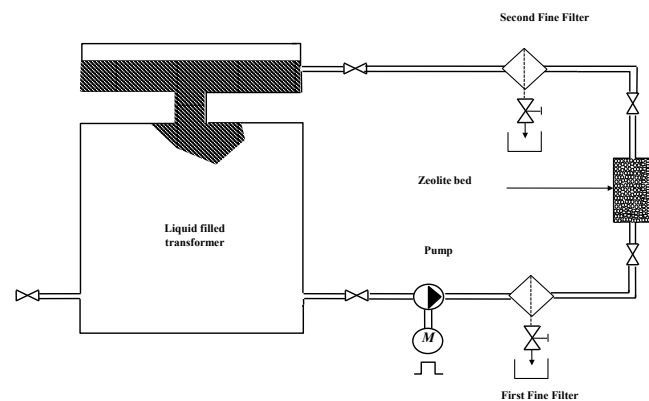 Second Fine Filter
Zeolite bed
Liquid filled
transformer
Pump
M
First Fine Filter